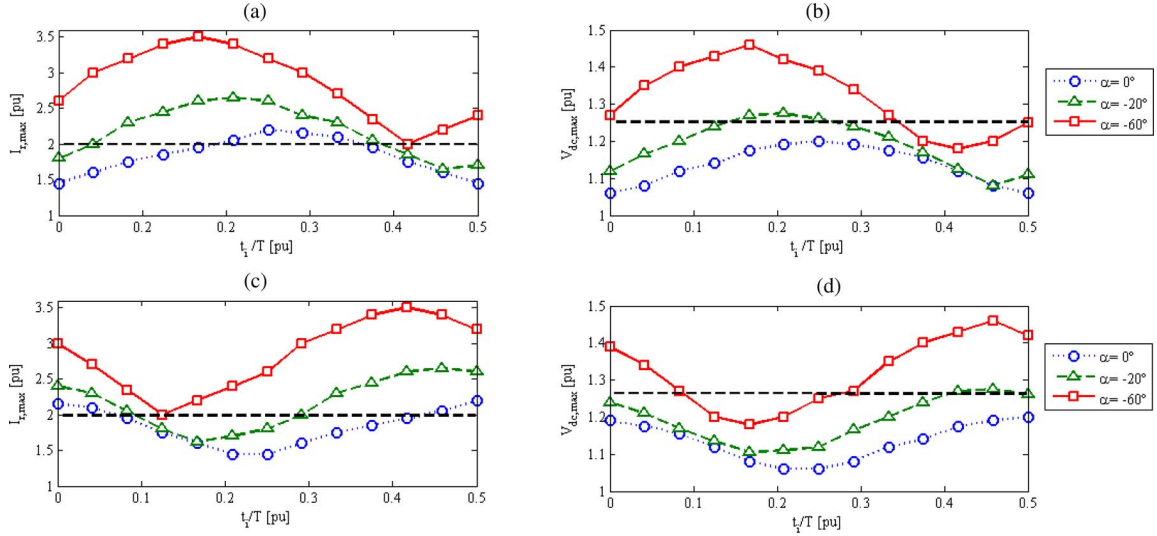 (a)
3.5
3
2.5
2
1.5
1
I_r,max [pu]
0 0.1 0.2 0.3 0.4 0.5
t_i/T [pu]
(b)
1.5
1.4
1.3
1.2
1.1
1
V_dc,max [pu]
0 0.1 0.2 0.3 0.4 0.5
t_i/T [pu]
α= 0°
α= -20°
α= -60°
(c)
3.5
3
2.5
2
1.5
1
I_r,max [pu]
0 0.1 0.2 0.3 0.4 0.5
t_i/T [pu]
(d)
1.5
1.4
1.3
1.2
1.1
1
V_dc,max [pu]
0 0.1 0.2 0.3 0.4 0.5
t_i/T [pu]
α= 0°
α= -20°
α= -60°